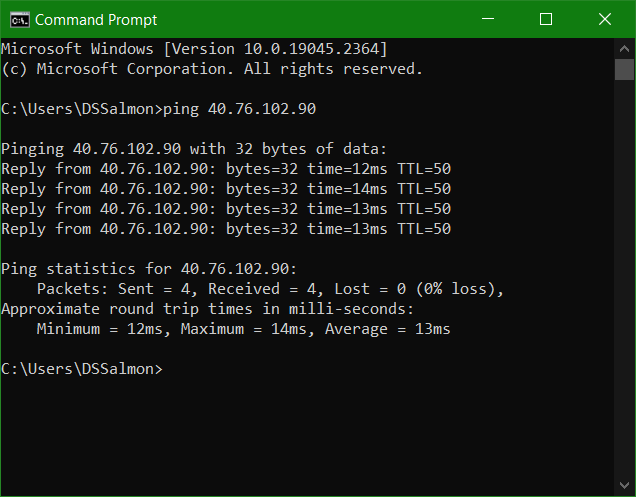 Command Prompt
Microsoft Windows [Version 10.0.19045.2364]
(c) Microsoft Corporation. All rights reserved.
C:\Users\DSSalmon>ping 40.76.102.90
Pinging 40.76.102.90 with 32 bytes of data:
Reply from 40.76.102.90: bytes=32 time=12ms TTL=50
Reply from 40.76.102.90: bytes=32 time=14ms TTL=50
Reply from 40.76.102.90: bytes=32 time=13ms TTL=50
Reply from 40.76.102.90: bytes=32 time=13ms TTL=50
Ping statistics for 40.76.102.90:
    Packets: Sent = 4, Received = 4, Lost = 0 (0% loss),
Approximate round trip times in milli-seconds:
    Minimum = 12ms, Maximum = 14ms, Average = 13ms
C:\Users\DSSalmon>